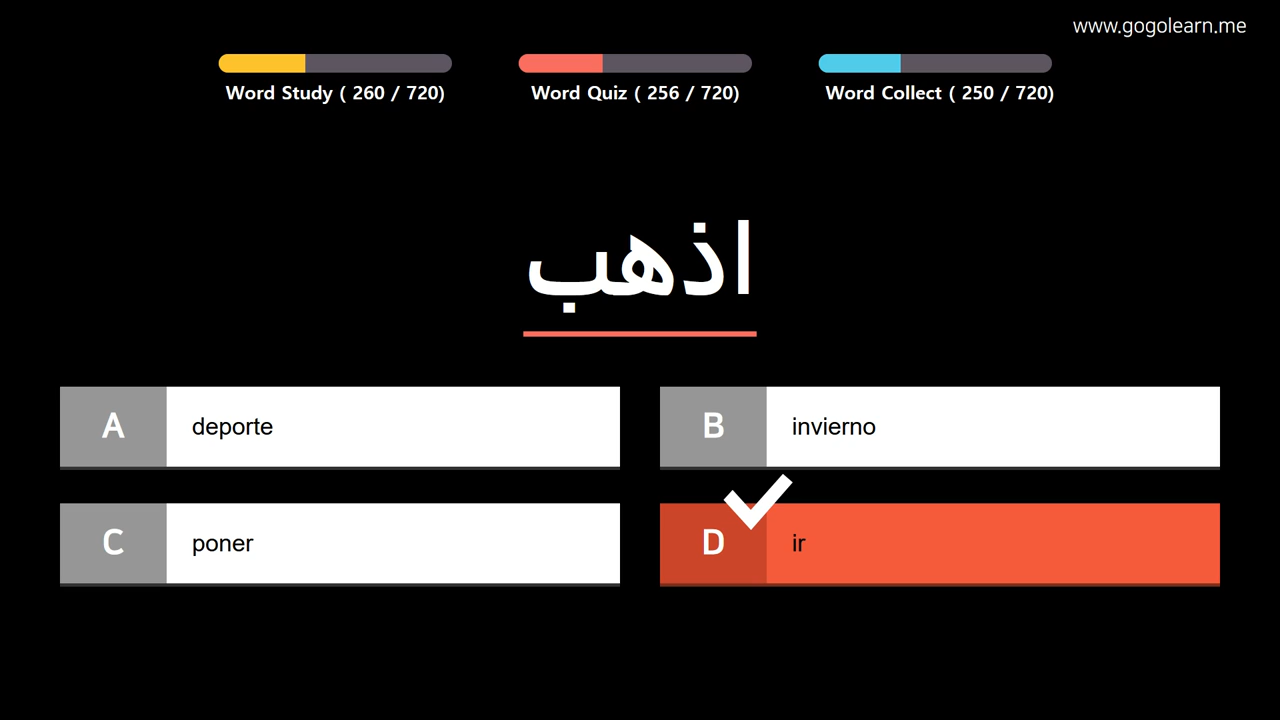 www.gogolearn.me
Word Study ( 260 / 720)
Word Quiz ( 256 / 720)
Word Collect ( 250 / 720)
اذهب
A deporte
B invierno
C poner
D ir